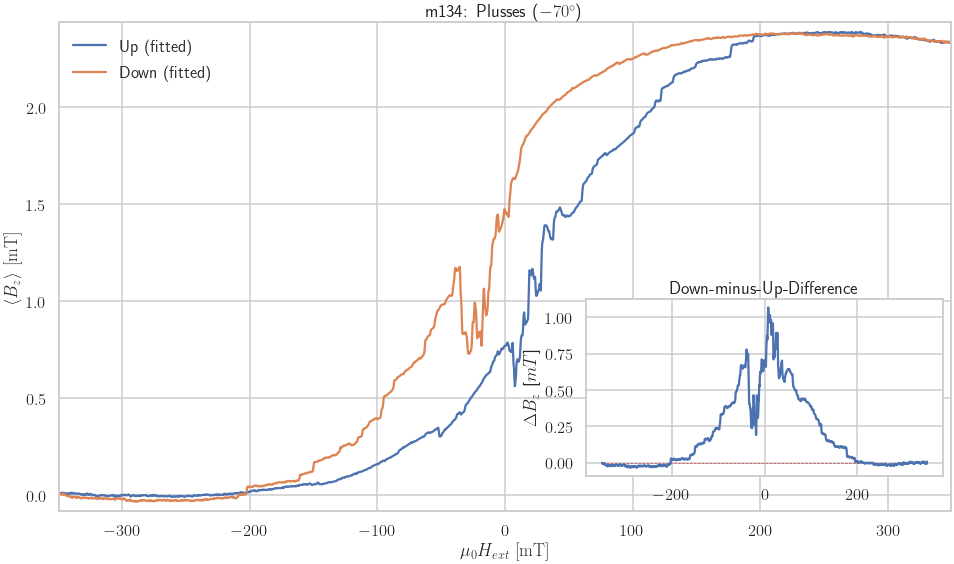 m134: Plusses (−70°)
Up (fitted)
Down (fitted)
2.0
1.5
1.0
0.5
0.0
⟨B_z⟩ [mT]
−300
−200
−100
0
100
200
300
μ₀H_ext [mT]
Down-minus-Up-Difference
1.00
0.75
0.50
0.25
0.00
ΔB_z [mT]
−200
0
200